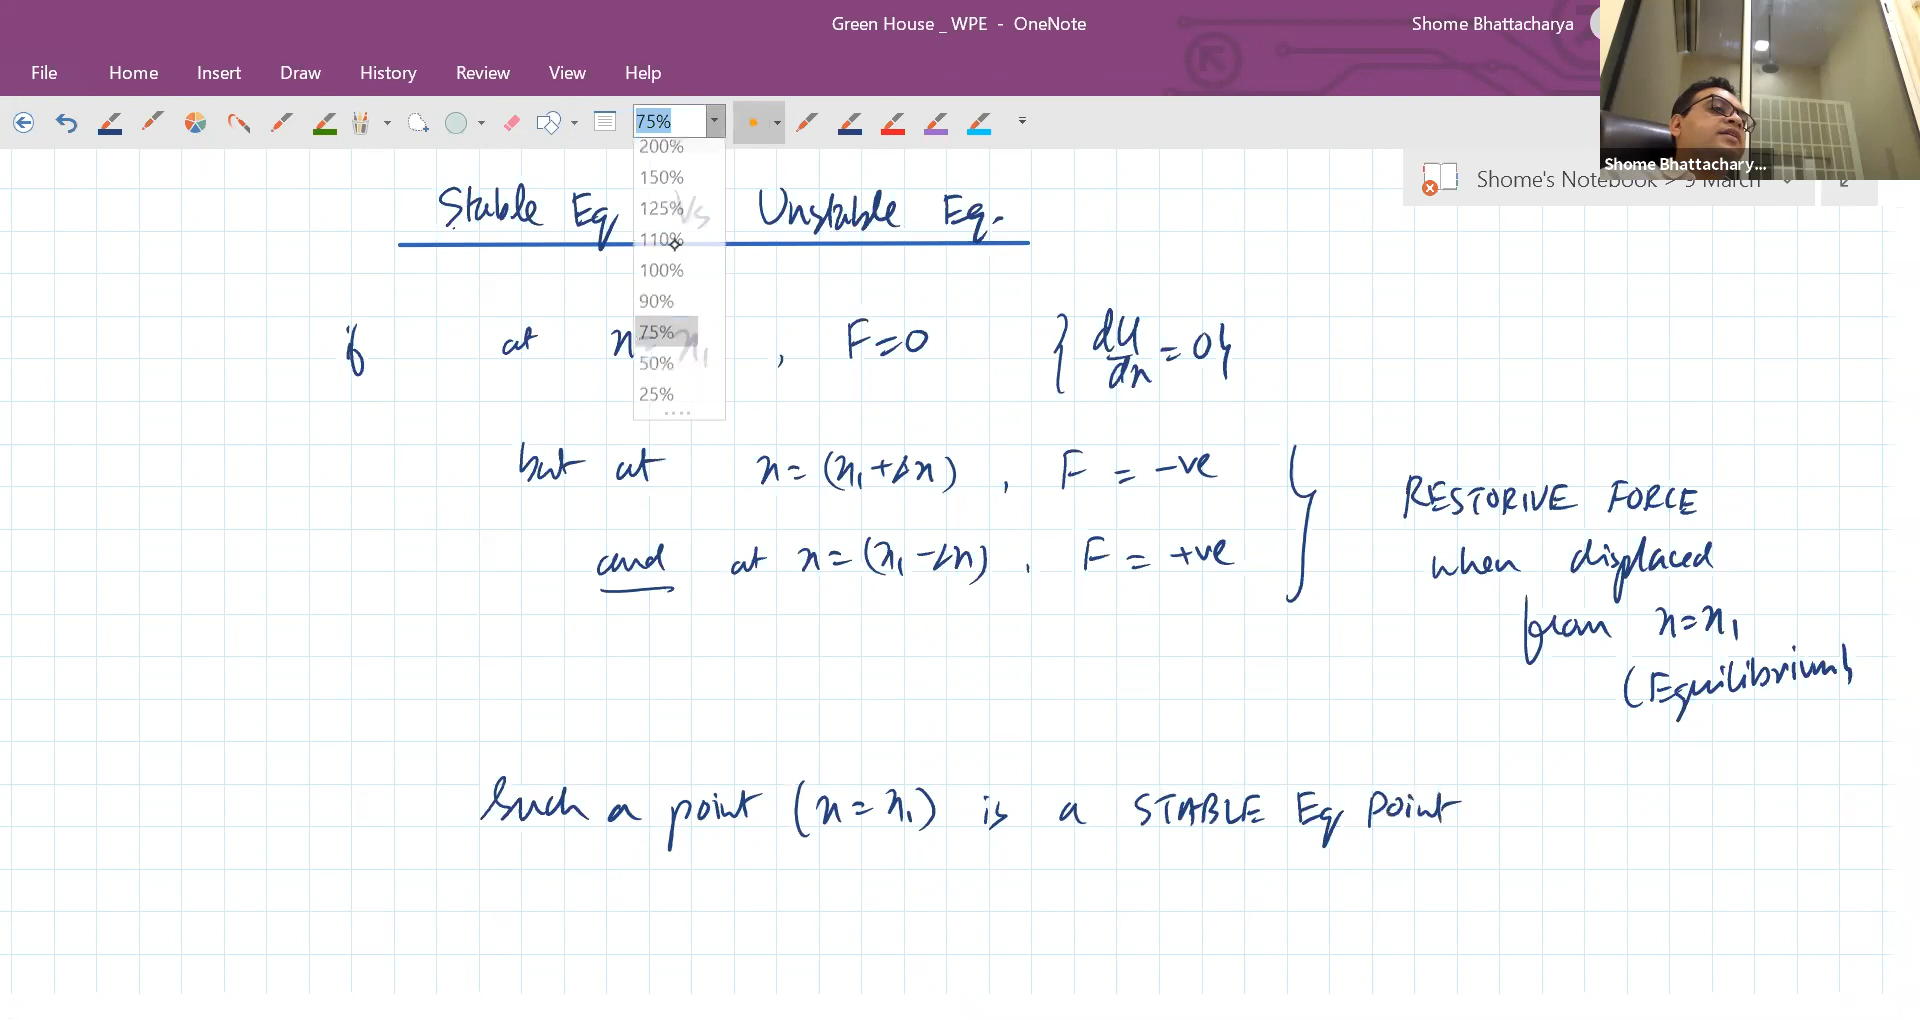 Green House _ WPE - OneNote
Shome Bhattacharya
File Home Insert Draw History Review View Help
75%
200%
150%
125%
110%
100%
90%
75%
50%
25%
Shome Bhattachary...
Shome's Notebook > 9 March
Stable Eq Vs Unstable Eq.
if at x = x₁ , F=0 { dU/dx = 0}
but at x = (x₁+Δx) , F = -ve
and at x = (x₁-Δx) , F = +ve
RESTORIVE FORCE
when displaced
from x=x₁
(Equilibrium)
Such a point (x = x₁) is a STABLE Eq Point